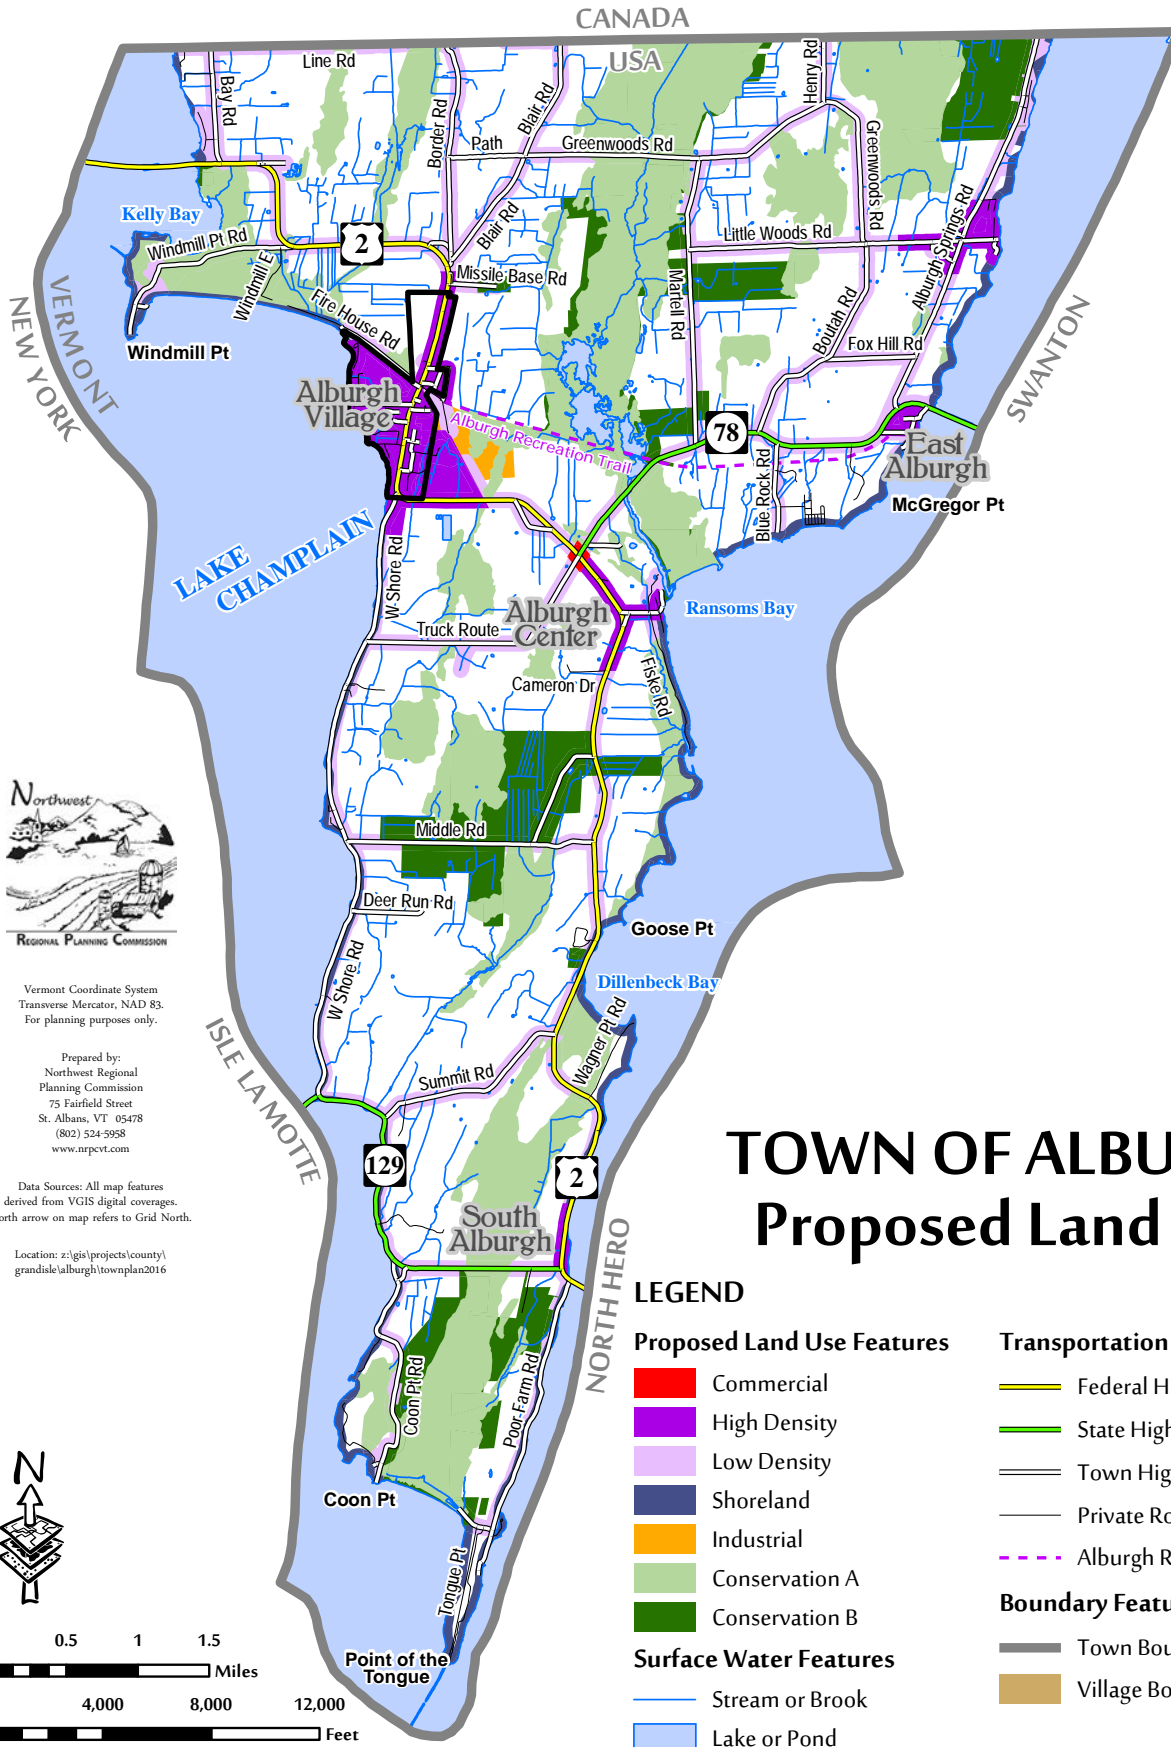 CANADA
USA
Line Rd
Bay Rd
Border Rd
Blair Rd
Henry Rd
Path
Greenwoods Rd
Greenwoods Rd
Kelly Bay
Windmill Pt Rd
2
Blair Rd
Little Woods Rd
Alburgh Springs Rd
Windmill E
Missile Base Rd
Martell Rd
Fire House Rd
Boutah Rd
Fox Hill Rd
VERMONT
NEW YORK
SWANTON
Windmill Pt
Alburgh
Village
Alburgh Recreation Trail
78
East
Alburgh
Blue Rock Rd
McGregor Pt
LAKE
CHAMPLAIN
W Shore Rd
Ransoms Bay
Alburgh
Center
Truck Route
Cameron Dr
Fiske Rd
Middle Rd
Deer Run Rd
Goose Pt
W Shore Rd
Dillenbeck Bay
Wagner Pt Rd
Summit Rd
ISLE LA MOTTE
129
2
South
Alburgh
NORTH HERO
Coon Pt Rd
Poor Farm Rd
Coon Pt
Tongue Pt
Point of the
Tongue
Northwest
REGIONAL PLANNING COMMISSION
Vermont Coordinate System
Transverse Mercator, NAD 83.
For planning purposes only.
Prepared by:
Northwest Regional
Planning Commission
75 Fairfield Street
St. Albans, VT 05478
(802) 524-5958
www.nrpcvt.com
Data Sources: All map features
derived from VGIS digital coverages.
orth arrow on map refers to Grid North.
Location: z:\gis\projects\county\
grandisle\alburgh\townplan2016
N
0.5 1 1.5
Miles
4,000 8,000 12,000
Feet
TOWN OF ALBU
Proposed Land
LEGEND
Proposed Land Use Features
Commercial
High Density
Low Density
Shoreland
Industrial
Conservation A
Conservation B
Surface Water Features
Stream or Brook
Lake or Pond
Transportation
Federal H
State High
Town Hig
Private Ro
Alburgh R
Boundary Featu
Town Bou
Village Bo